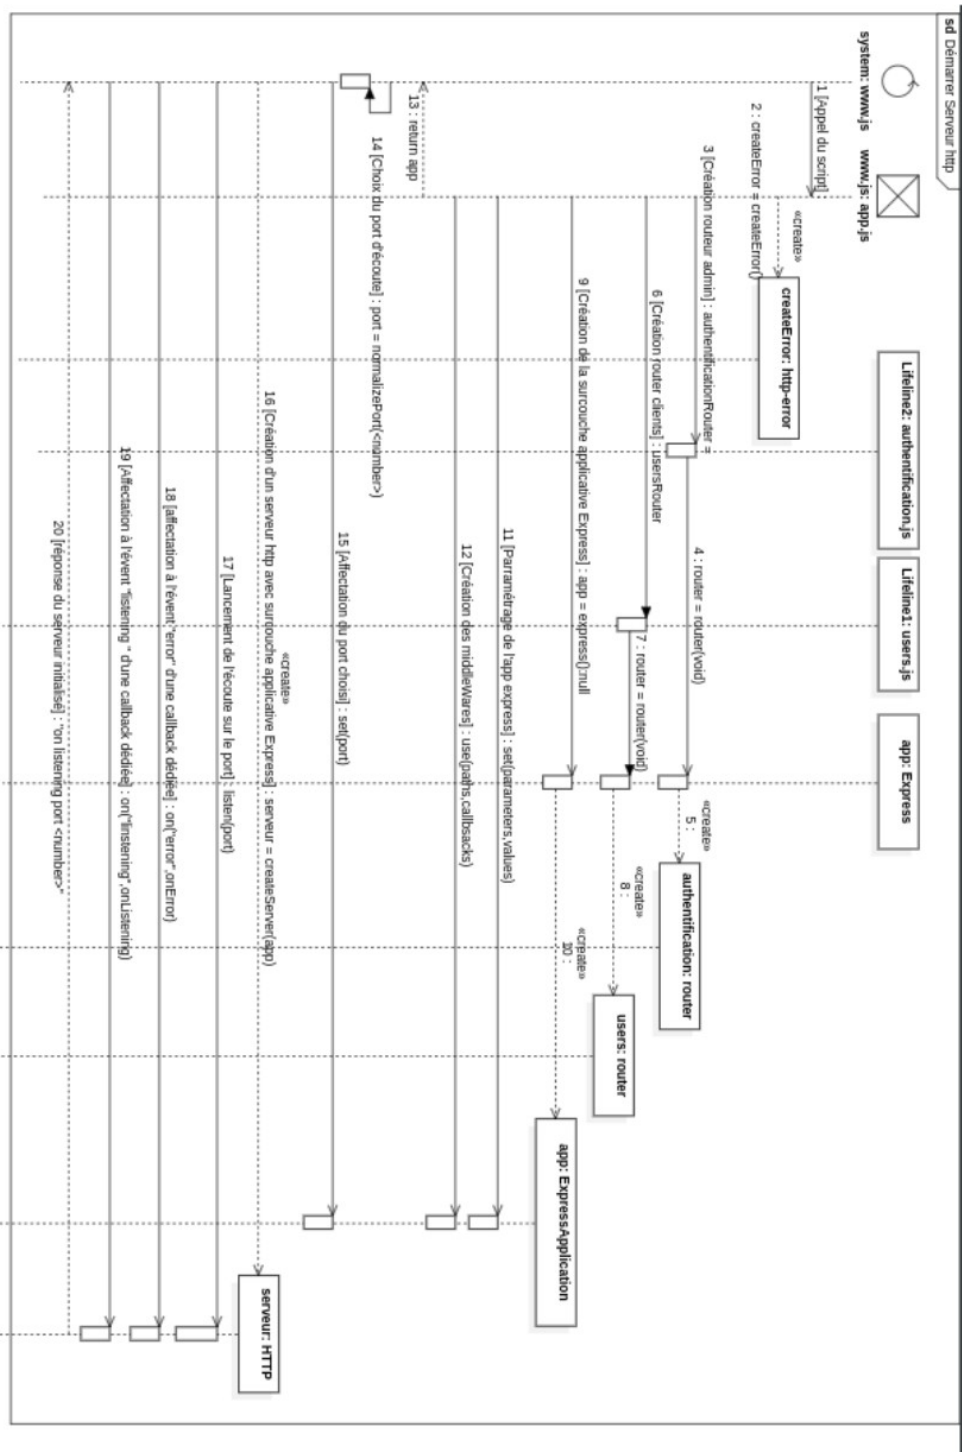 sd Démarrer Serveur http
system: www.js
www.js: app.js
Lifeline2: authentification.js
Lifeline1: users.js
app: Express
1 [Appel du script]
«create»
2 : createError = createError()
createError: http-error
3 [Création routeur admin] : authentificationRouter =
4 : router = router(void)
«create»
5 :
authentification: router
6 [Création router clients] : usersRouter
7 : router = router(void)
«create»
8 :
users: router
9 [Création de la surcouche applicative Express] : app = express():null
«create»
10 :
app: ExpressApplication
11 [Parramétrage de l'app express] : set(parameters,values)
12 [Création des middleWares] : use(paths,callbsacks)
13 : return app
14 [Choix du port d'écoute] : port = normalizePort(<number>)
15 [Affectation du port choisi] : set(port)
«create»
16 [Création d'un serveur http avec surcouche applicative Express] : serveur = createServer(app)
serveur: HTTP
17 [Lancement de l'écoute sur le port] : listen(port)
18 [affectation à l'évent "error" d'une callback dédiée] : on("error",onError)
19 [Affectation à l'évent "listening " d'une callback dédiée] : on("linstening",onListening)
20 [réponse du serveur initialisé] : "on listening port <number>"